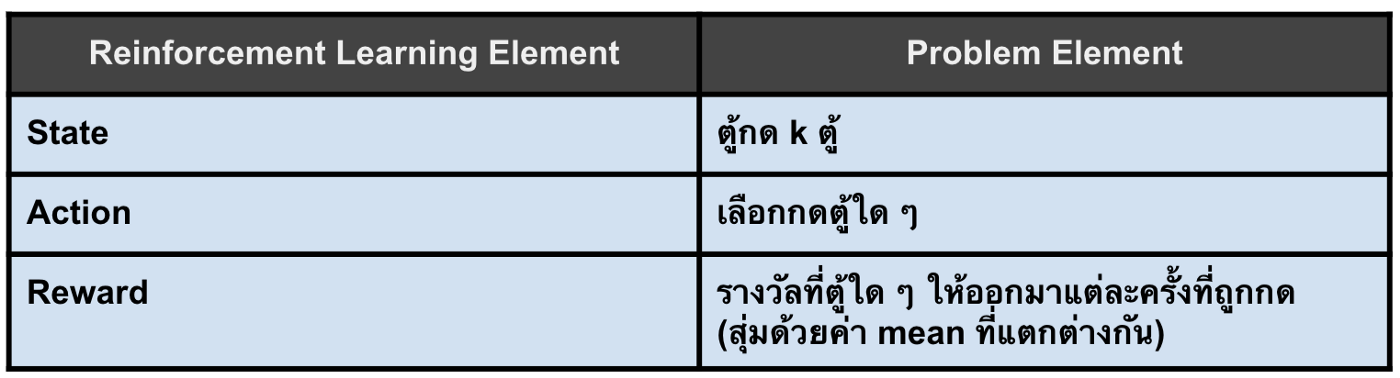 Reinforcement Learning Element
Problem Element
State
ตู้กด k ตู้
Action
เลือกกดตู้ใด ๆ
Reward
รางวัลที่ตู้ใด ๆ ให้ออกมาแต่ละครั้งที่ถูกกด
(สุ่มด้วยค่า mean ที่แตกต่างกัน)